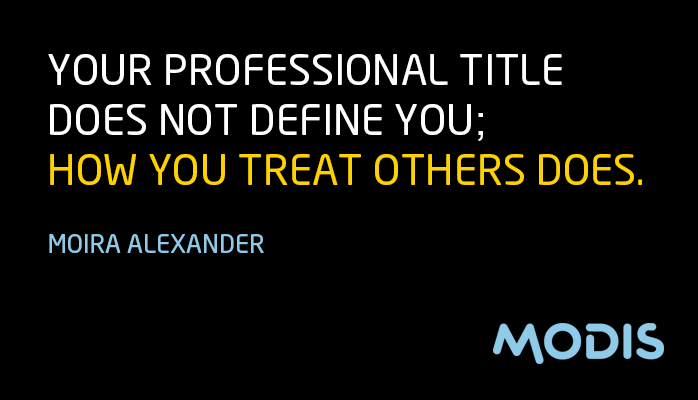 YOUR PROFESSIONAL TITLE
DOES NOT DEFINE YOU;
HOW YOU TREAT OTHERS DOES.
MOIRA ALEXANDER
MODIS